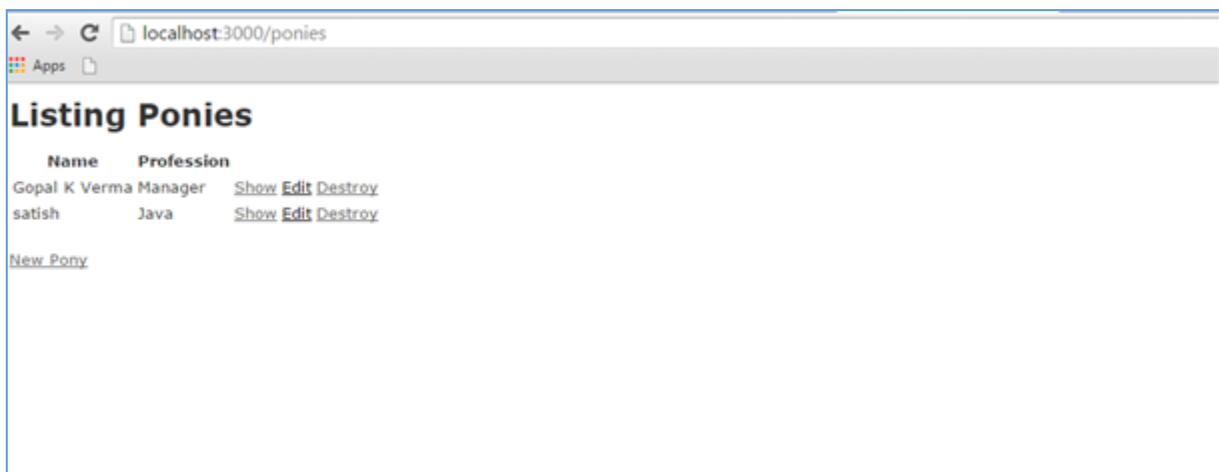 localhost:3000/ponies
Apps
Listing Ponies
Name Profession
Gopal K Verma Manager Show Edit Destroy
satish Java Show Edit Destroy
New Pony